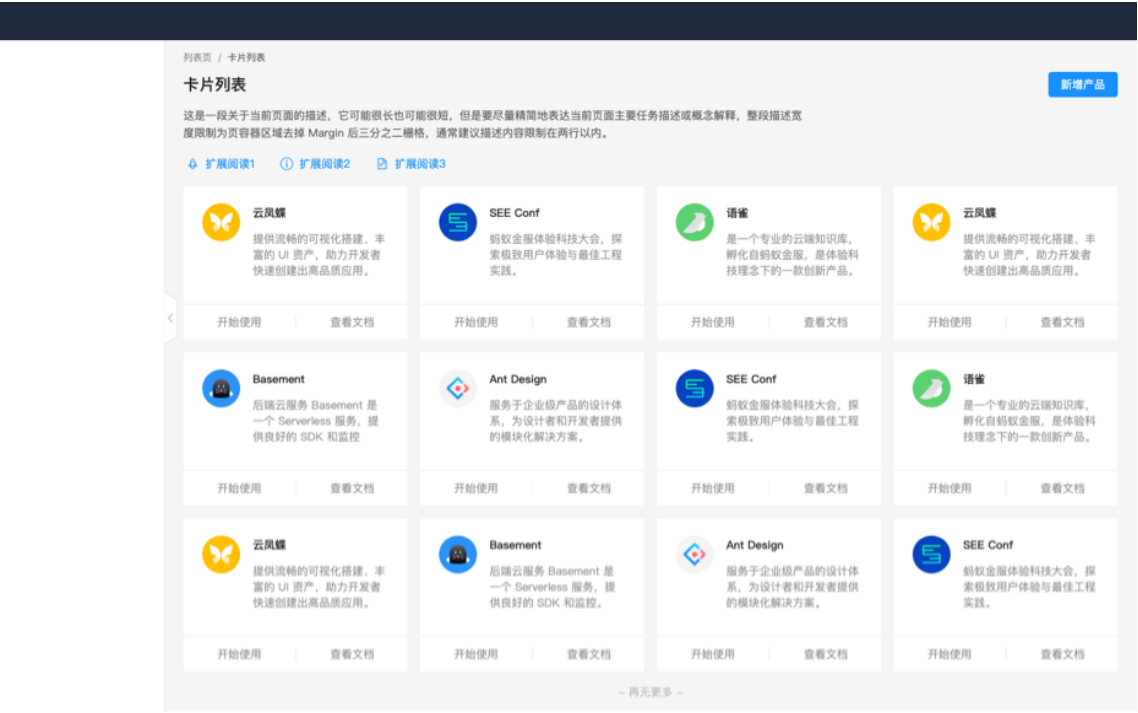 列表页 / 卡片列表
卡片列表
新增产品
这是一段关于当前页面的描述，它可能很长也可能很短，但是要尽量精简地表达当前页面主要任务描述或概念解释，整段描述宽
度限制为页容器区域去掉 Margin 后三分之二栅格，通常建议描述内容限制在两行以内。
扩展阅读1
扩展阅读2
扩展阅读3
云凤蝶
提供流畅的可视化搭建、丰
富的 UI 资产，助力开发者
快速创建出高品质应用。
开始使用
查看文档
SEE Conf
蚂蚁金服体验科技大会，探
索极致用户体验与最佳工程
实践。
开始使用
查看文档
语雀
是一个专业的云端知识库，
孵化自蚂蚁金服，是体验科
技理念下的一款创新产品。
开始使用
查看文档
云凤蝶
提供流畅的可视化搭建、丰
富的 UI 资产，助力开发者
快速创建出高品质应用。
开始使用
查看文档
Basement
后端云服务 Basement 是
一个 Serverless 服务，提
供良好的 SDK 和监控
开始使用
查看文档
Ant Design
服务于企业级产品的设计体
系，为设计者和开发者提供
的模块化解决方案。
开始使用
查看文档
SEE Conf
蚂蚁金服体验科技大会，探
索极致用户体验与最佳工程
实践。
开始使用
查看文档
语雀
是一个专业的云端知识库，
孵化自蚂蚁金服，是体验科
技理念下的一款创新产品。
开始使用
查看文档
云凤蝶
提供流畅的可视化搭建、丰
富的 UI 资产，助力开发者
快速创建出高品质应用。
开始使用
查看文档
Basement
后端云服务 Basement 是
一个 Serverless 服务，提
供良好的 SDK 和监控。
开始使用
查看文档
Ant Design
服务于企业级产品的设计体
系，为设计者和开发者提供
的模块化解决方案。
开始使用
查看文档
SEE Conf
蚂蚁金服体验科技大会，探
索极致用户体验与最佳工程
实践。
开始使用
查看文档
– 再无更多 –